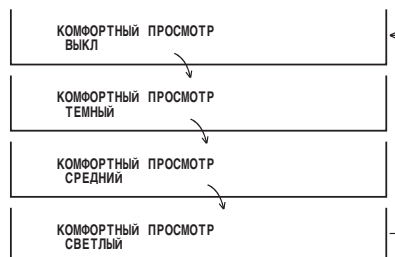 КОМФОРТНЫЙ ПРОСМОТР
ВЫКЛ
КОМФОРТНЫЙ ПРОСМОТР
ТЕМНЫЙ
КОМФОРТНЫЙ ПРОСМОТР
СРЕДНИЙ
КОМФОРТНЫЙ ПРОСМОТР
СВЕТЛЫЙ